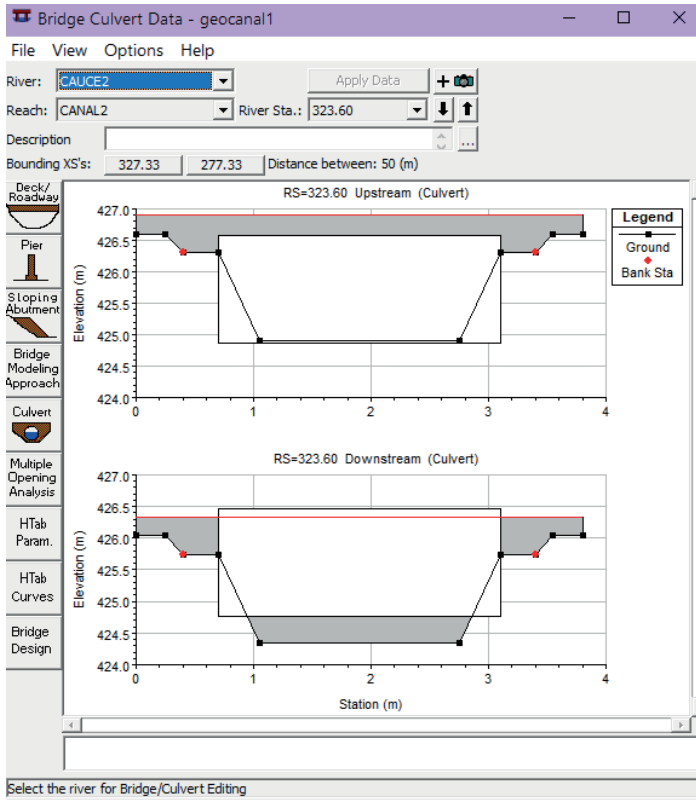 Bridge Culvert Data - geocanal1
File View Options Help
River: CAUCE2 Apply Data
Reach: CANAL2 River Sta.: 323.60
Description ...
Bounding XS's: 327.33 277.33 Distance between: 50 (m)
Deck/
Roadway
Pier
Sloping
Abutment
Bridge
Modeling
Approach
Culvert
Multiple
Opening
Analysis
HTab
Param.
HTab
Curves
Bridge
Design
RS=323.60 Upstream (Culvert)
427.0
426.5
426.0
425.5
425.0
424.5
424.0
Elevation (m)
0 1 2 3 4
Legend
Ground
Bank Sta
RS=323.60 Downstream (Culvert)
427.0
426.5
426.0
425.5
425.0
424.5
424.0
Elevation (m)
0 1 2 3 4
Station (m)
Select the river for Bridge/Culvert Editing